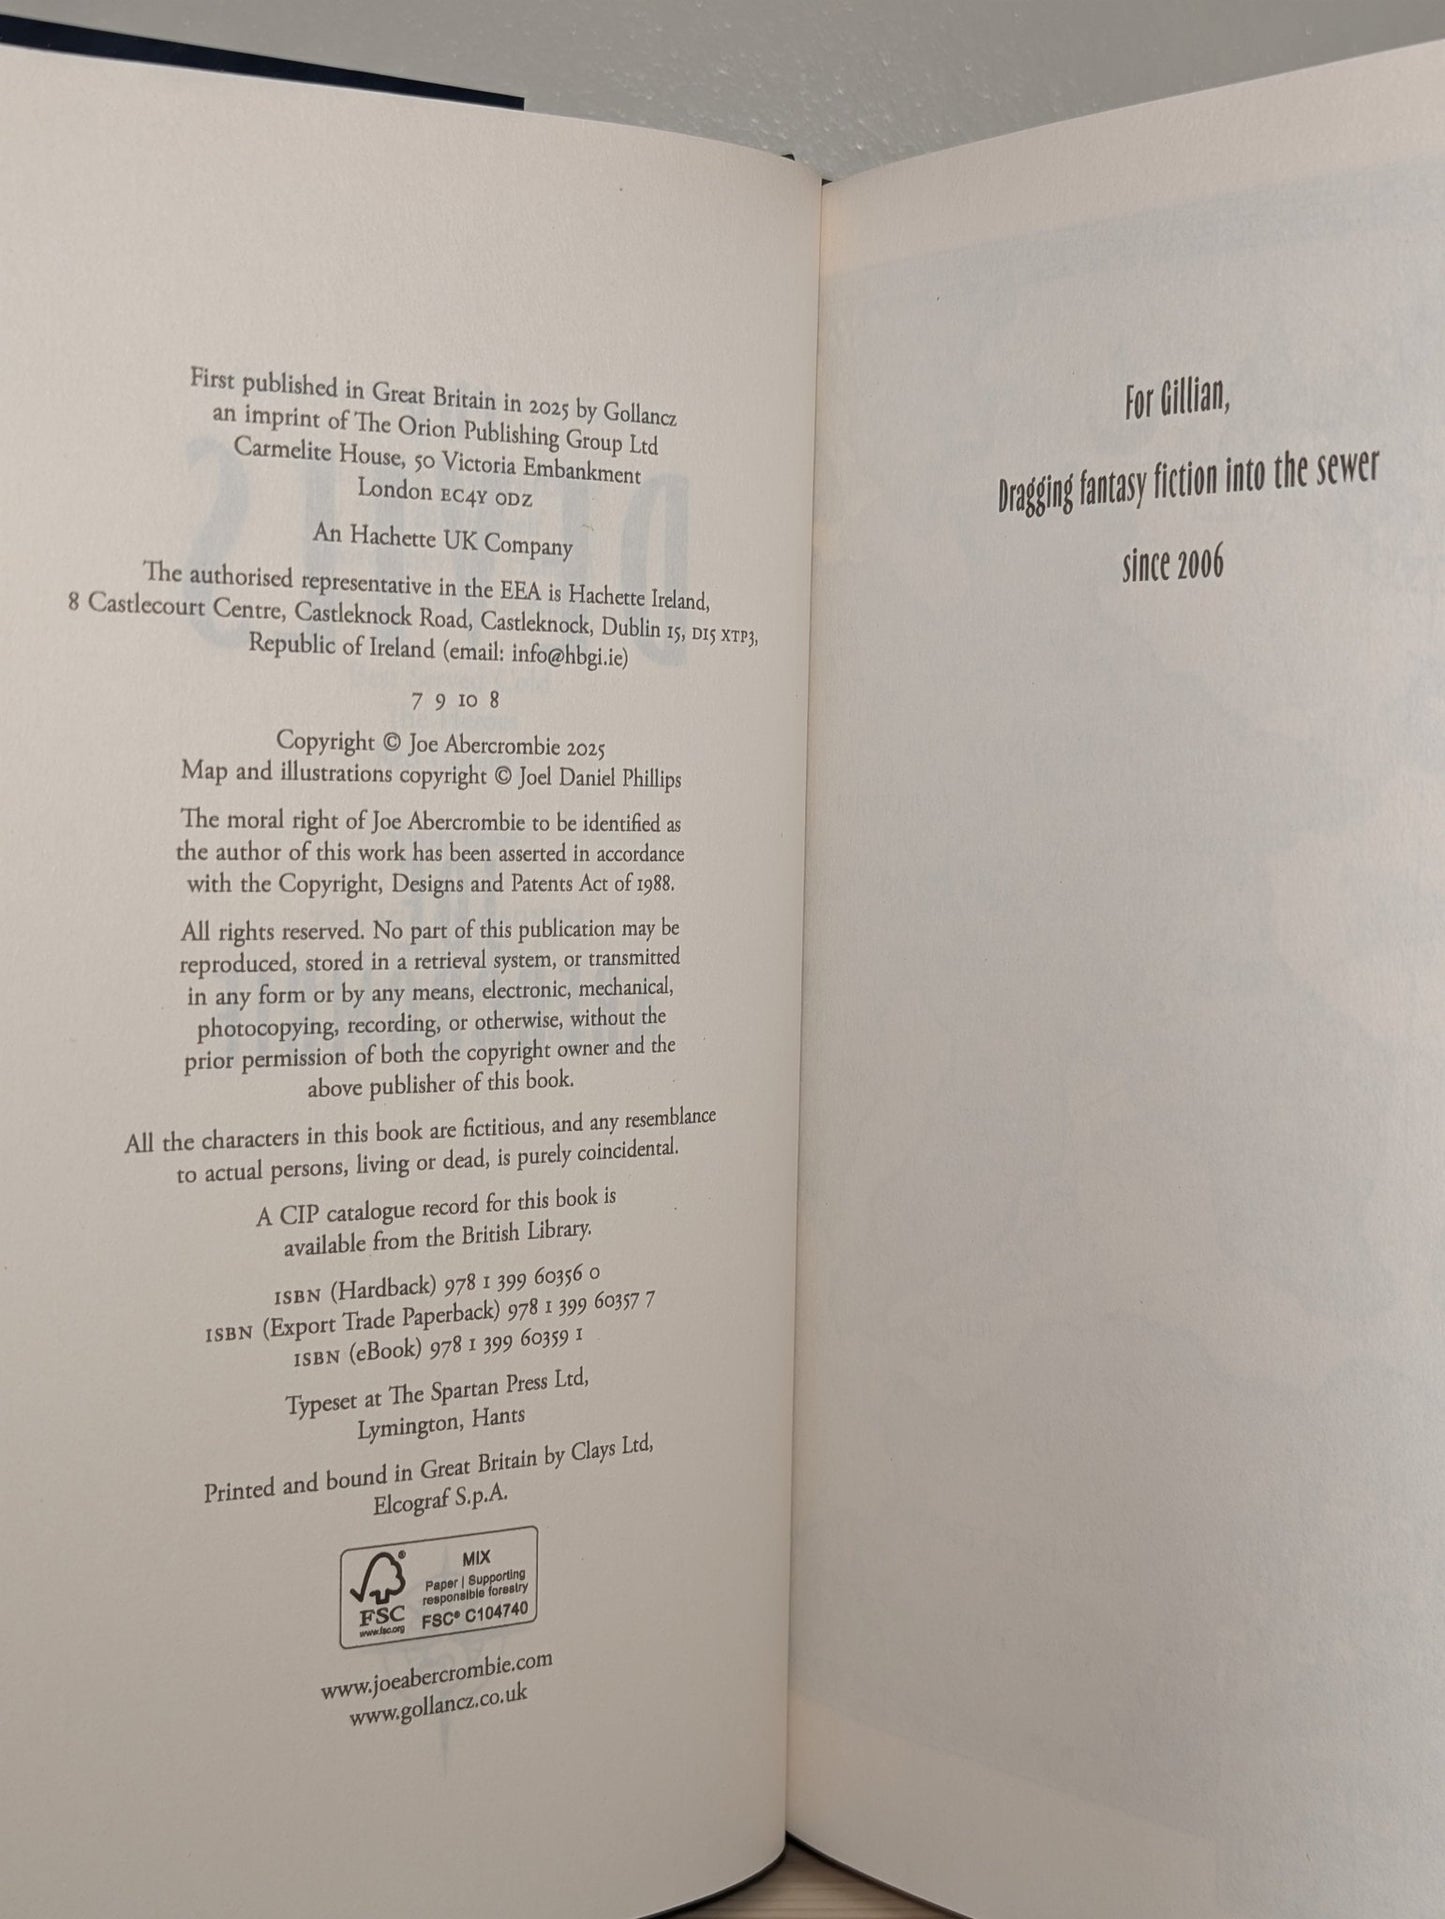 First published in Great Britain in 2025 by Gollancz
an imprint of The Orion Publishing Group Ltd
Carmelite House, 50 Victoria Embankment
London EC4Y 0DZ
An Hachette UK Company
The authorised representative in the EEA is Hachette Ireland,
8 Castlecourt Centre, Castleknock Road, Castleknock, Dublin 15, D15 XTP3,
Republic of Ireland (email: info@hbgi.ie)
7 9 10 8
Copyright © Joe Abercrombie 2025
Map and illustrations copyright © Joel Daniel Phillips
The moral right of Joe Abercrombie to be identified as
the author of this work has been asserted in accordance
with the Copyright, Designs and Patents Act of 1988.
All rights reserved. No part of this publication may be
reproduced, stored in a retrieval system, or transmitted
in any form or by any means, electronic, mechanical,
photocopying, recording, or otherwise, without the
prior permission of both the copyright owner and the
above publisher of this book.
All the characters in this book are fictitious, and any resemblance
to actual persons, living or dead, is purely coincidental.
A CIP catalogue record for this book is
available from the British Library.
ISBN (Hardback) 978 1 399 60356 0
ISBN (Export Trade Paperback) 978 1 399 60357 7
ISBN (eBook) 978 1 399 60359 1
Typeset at The Spartan Press Ltd,
Lymington, Hants
Printed and bound in Great Britain by Clays Ltd,
Elcograf S.p.A.
FSC
www.fsc.org
MIX
Paper | Supporting
responsible forestry
FSC® C104740
www.joeabercrombie.com
www.gollancz.co.uk
For Gillian,
Dragging fantasy fiction into the sewer
since 2006